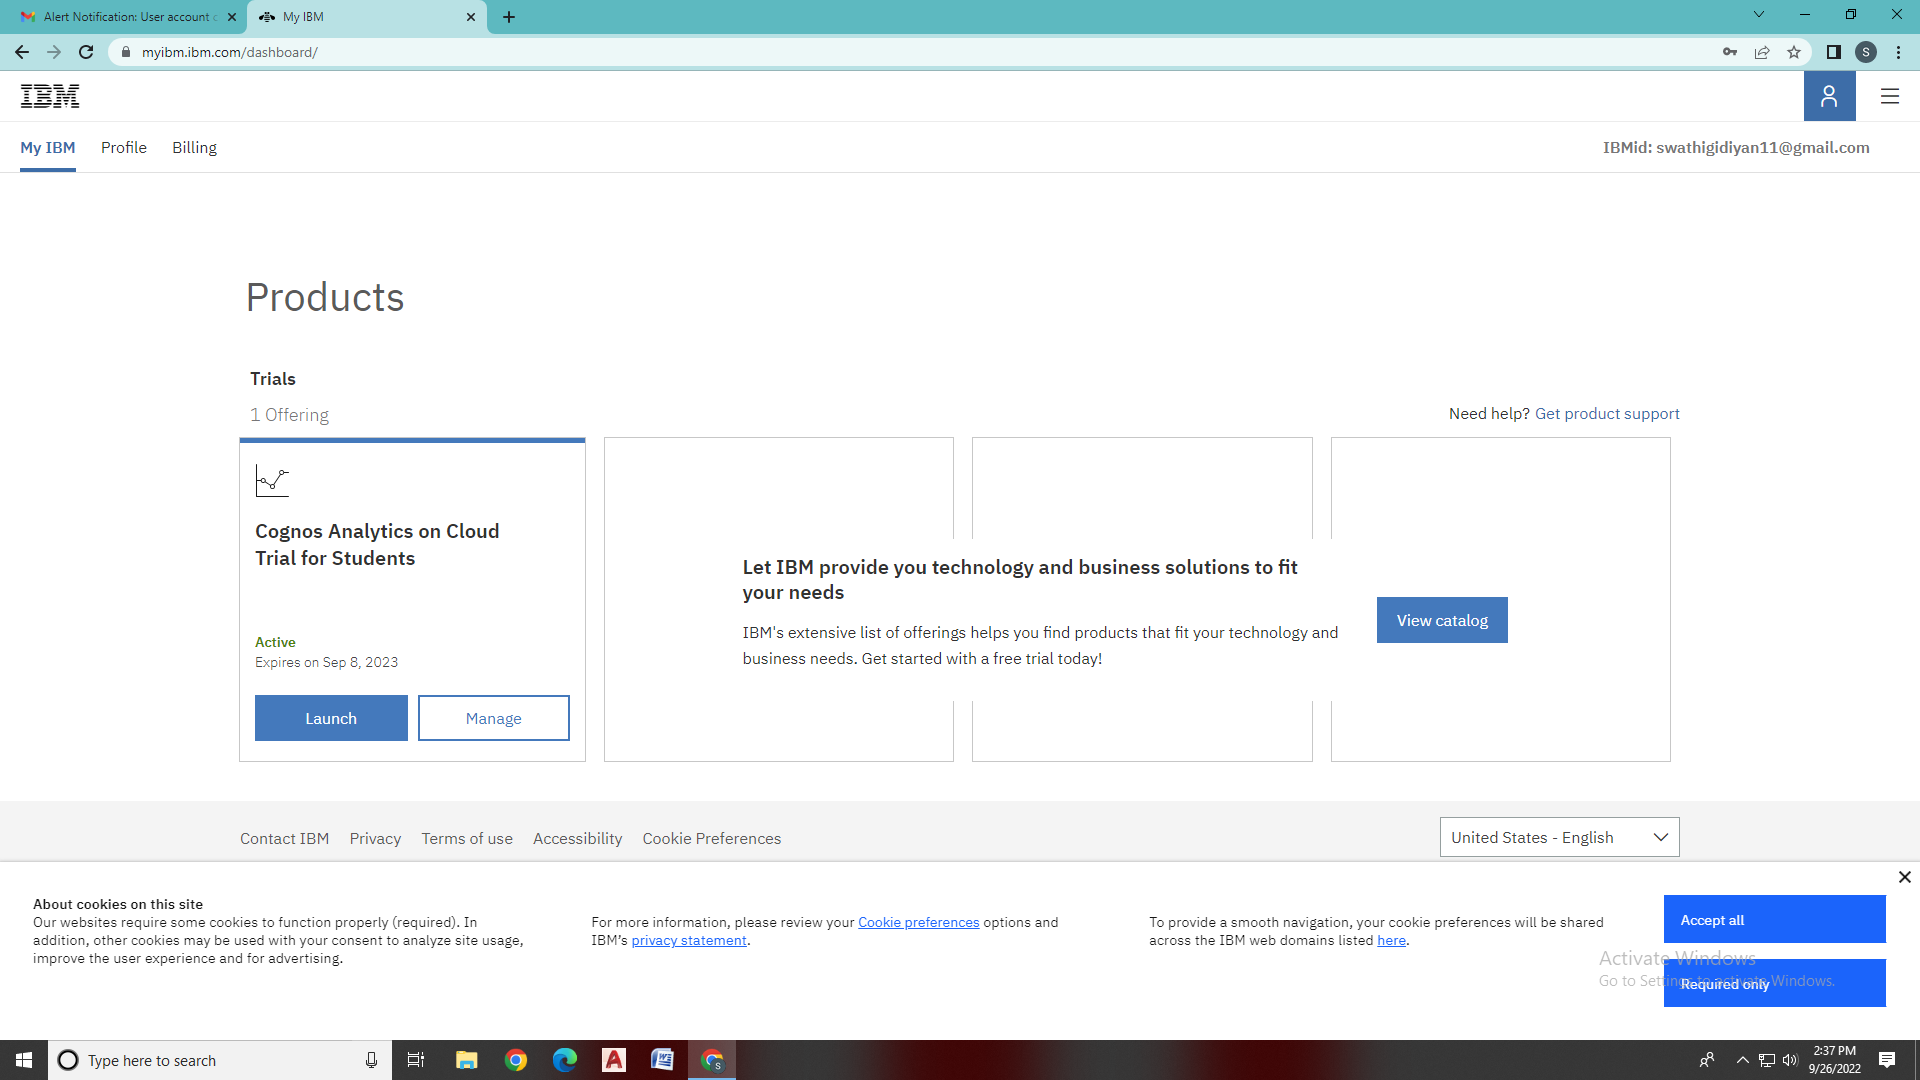 Alert Notification: User account c
My IBM
myibm.ibm.com/dashboard/
S
IBM
My IBM Profile Billing
IBMid: swathigidiyan11@gmail.com
Products
Trials
1 Offering
Need help? Get product support
Cognos Analytics on Cloud
Trial for Students
Active
Expires on Sep 8, 2023
Launch
Manage
Let IBM provide you technology and business solutions to fit
your needs
IBM's extensive list of offerings helps you find products that fit your technology and
business needs. Get started with a free trial today!
View catalog
Contact IBM Privacy Terms of use Accessibility Cookie Preferences
United States - English
About cookies on this site
Our websites require some cookies to function properly (required). In
addition, other cookies may be used with your consent to analyze site usage,
improve the user experience and for advertising.
For more information, please review your Cookie preferences options and
IBM’s privacy statement.
To provide a smooth navigation, your cookie preferences will be shared
across the IBM web domains listed here.
Accept all
Required only
Activate Windows
Go to Settings to activate Windows.
Type here to search
2:37 PM
9/26/2022